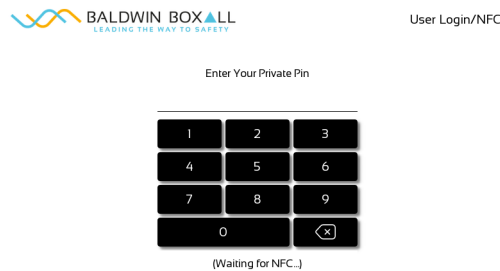 BALDWIN BOXALL
LEADING THE WAY TO SAFETY
User Login/NFC
Enter Your Private Pin
1 2 3
4 5 6
7 8 9
0
(Waiting for NFC...)